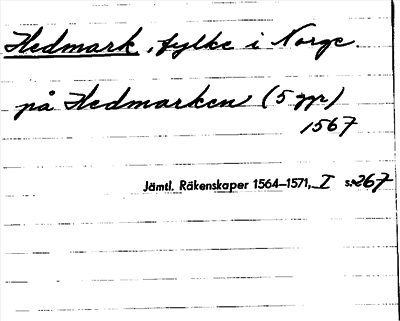 Hedmark, fylke i Norge
på Hedmarken (5 ggr)
1567
Jämtl. Räkenskaper 1564–1571, I s. 267